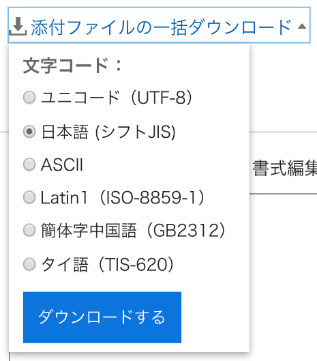 添付ファイルの一括ダウンロード
文字コード：
ユニコード（UTF-8）
日本語 (シフトJIS)
書式編集
ASCII
Latin1（ISO-8859-1）
簡体字中国語（GB2312）
タイ語（TIS-620）
ダウンロードする